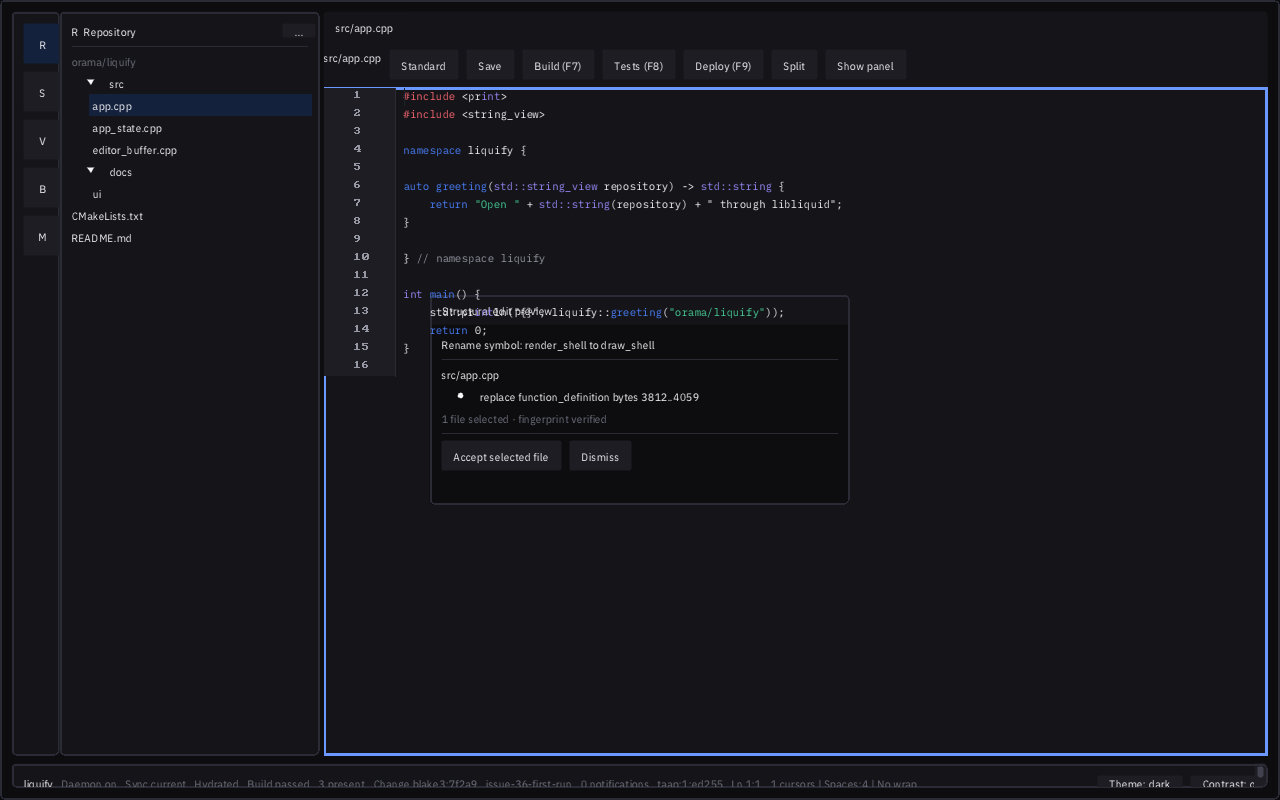 R
S
V
B
M
R Repository
...
orama/liquify
src
app.cpp
app_state.cpp
editor_buffer.cpp
docs
ui
CMakeLists.txt
README.md
src/app.cpp
src/app.cpp Standard Save Build (F7) Tests (F8) Deploy (F9) Split Show panel
1 #include <print>
2 #include <string_view>
3
4 namespace liquify {
5
6 auto greeting(std::string_view repository) -> std::string {
7 return "Open " + std::string(repository) + " through libliquid";
8 }
9
10 } // namespace liquify
11
12 int main() {
13 liquify::greeting("orama/liquify"));
14 return 0;
15 }
16
Structural edit preview
Rename symbol: render_shell to draw_shell
src/app.cpp
replace function_definition bytes 3812..4059
1 file selected · fingerprint verified
Accept selected file Dismiss
liquify Daemon on Sync current Hydrated Build passed 3 present Change blake3:7f2a9 issue-36-first-run 0 notifications Ln 1:1 1 cursors | Spaces:4 | No wrap
Theme: dark Contrast: